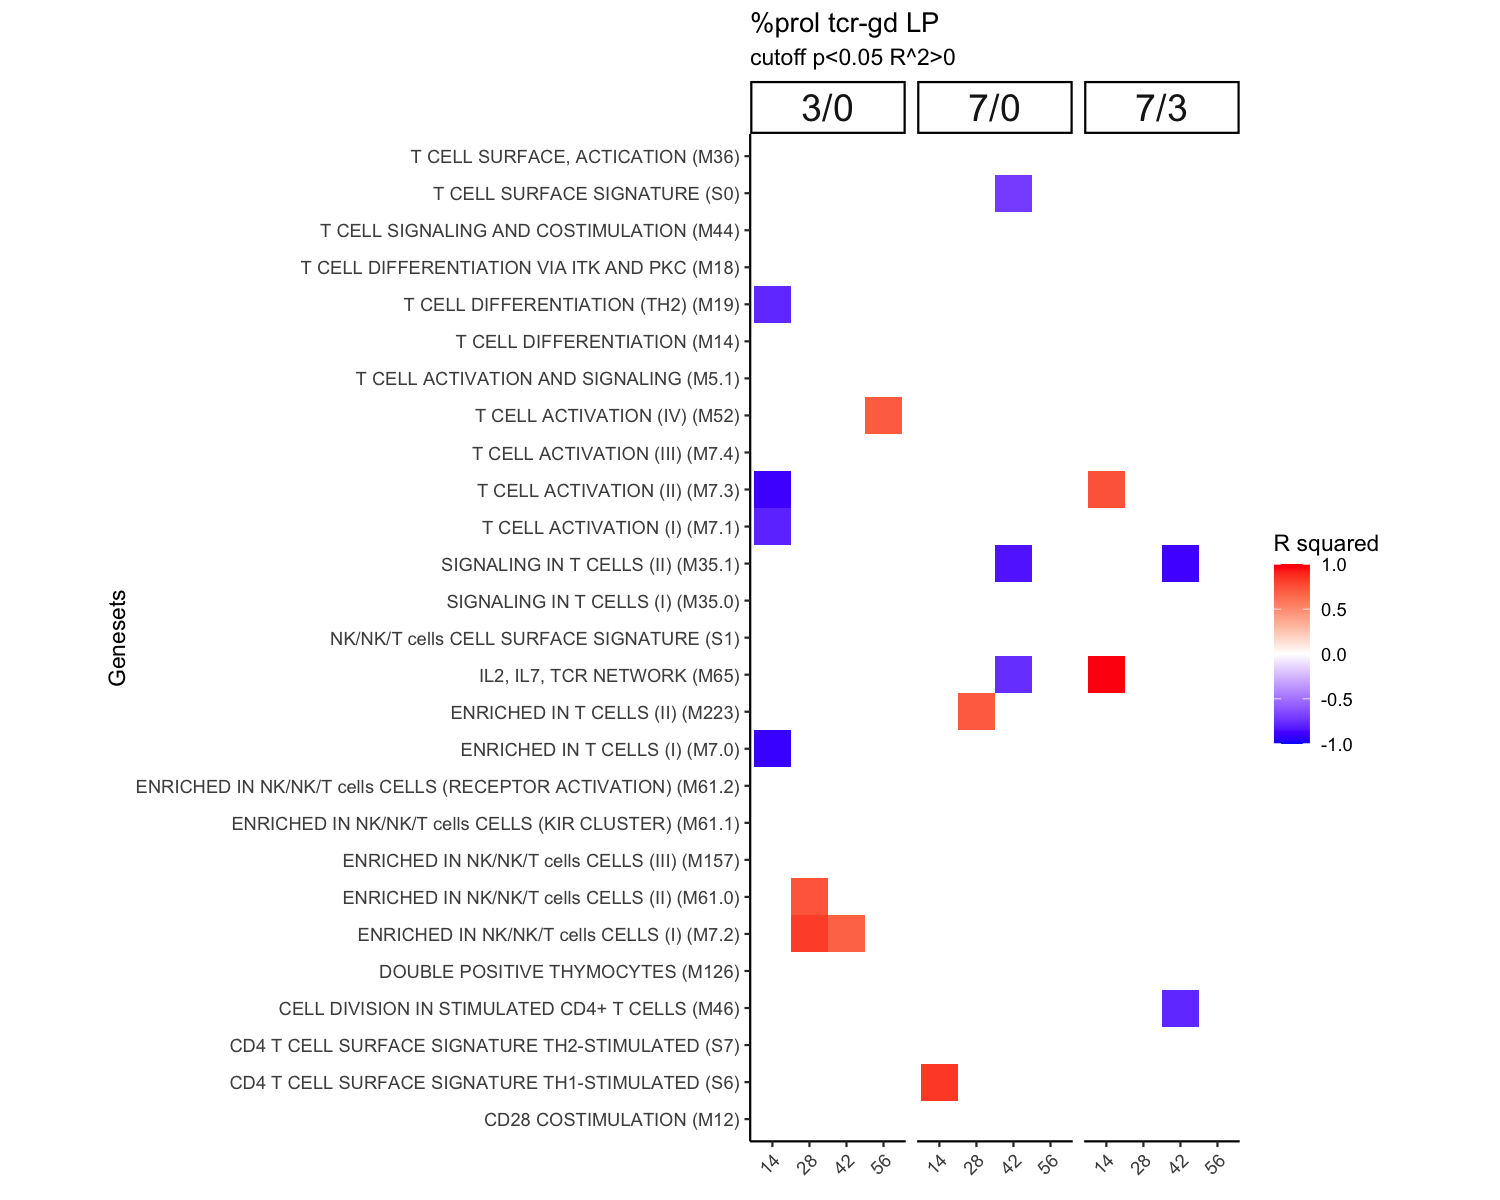 %prol tcr-gd LP
cutoff p<0.05 R^2>0
3/0 7/0 7/3
T CELL SURFACE, ACTICATION (M36)
T CELL SURFACE SIGNATURE (S0)
T CELL SIGNALING AND COSTIMULATION (M44)
T CELL DIFFERENTIATION VIA ITK AND PKC (M18)
T CELL DIFFERENTIATION (TH2) (M19)
T CELL DIFFERENTIATION (M14)
T CELL ACTIVATION AND SIGNALING (M5.1)
T CELL ACTIVATION (IV) (M52)
T CELL ACTIVATION (III) (M7.4)
T CELL ACTIVATION (II) (M7.3)
T CELL ACTIVATION (I) (M7.1)
SIGNALING IN T CELLS (II) (M35.1)
SIGNALING IN T CELLS (I) (M35.0)
NK/NK/T cells CELL SURFACE SIGNATURE (S1)
IL2, IL7, TCR NETWORK (M65)
ENRICHED IN T CELLS (II) (M223)
ENRICHED IN T CELLS (I) (M7.0)
ENRICHED IN NK/NK/T cells CELLS (RECEPTOR ACTIVATION) (M61.2)
ENRICHED IN NK/NK/T cells CELLS (KIR CLUSTER) (M61.1)
ENRICHED IN NK/NK/T cells CELLS (III) (M157)
ENRICHED IN NK/NK/T cells CELLS (II) (M61.0)
ENRICHED IN NK/NK/T cells CELLS (I) (M7.2)
DOUBLE POSITIVE THYMOCYTES (M126)
CELL DIVISION IN STIMULATED CD4+ T CELLS (M46)
CD4 T CELL SURFACE SIGNATURE TH2-STIMULATED (S7)
CD4 T CELL SURFACE SIGNATURE TH1-STIMULATED (S6)
CD28 COSTIMULATION (M12)
Genesets
14 28 42 56 14 28 42 56 14 28 42 56
R squared
1.0
0.5
0.0
-0.5
-1.0